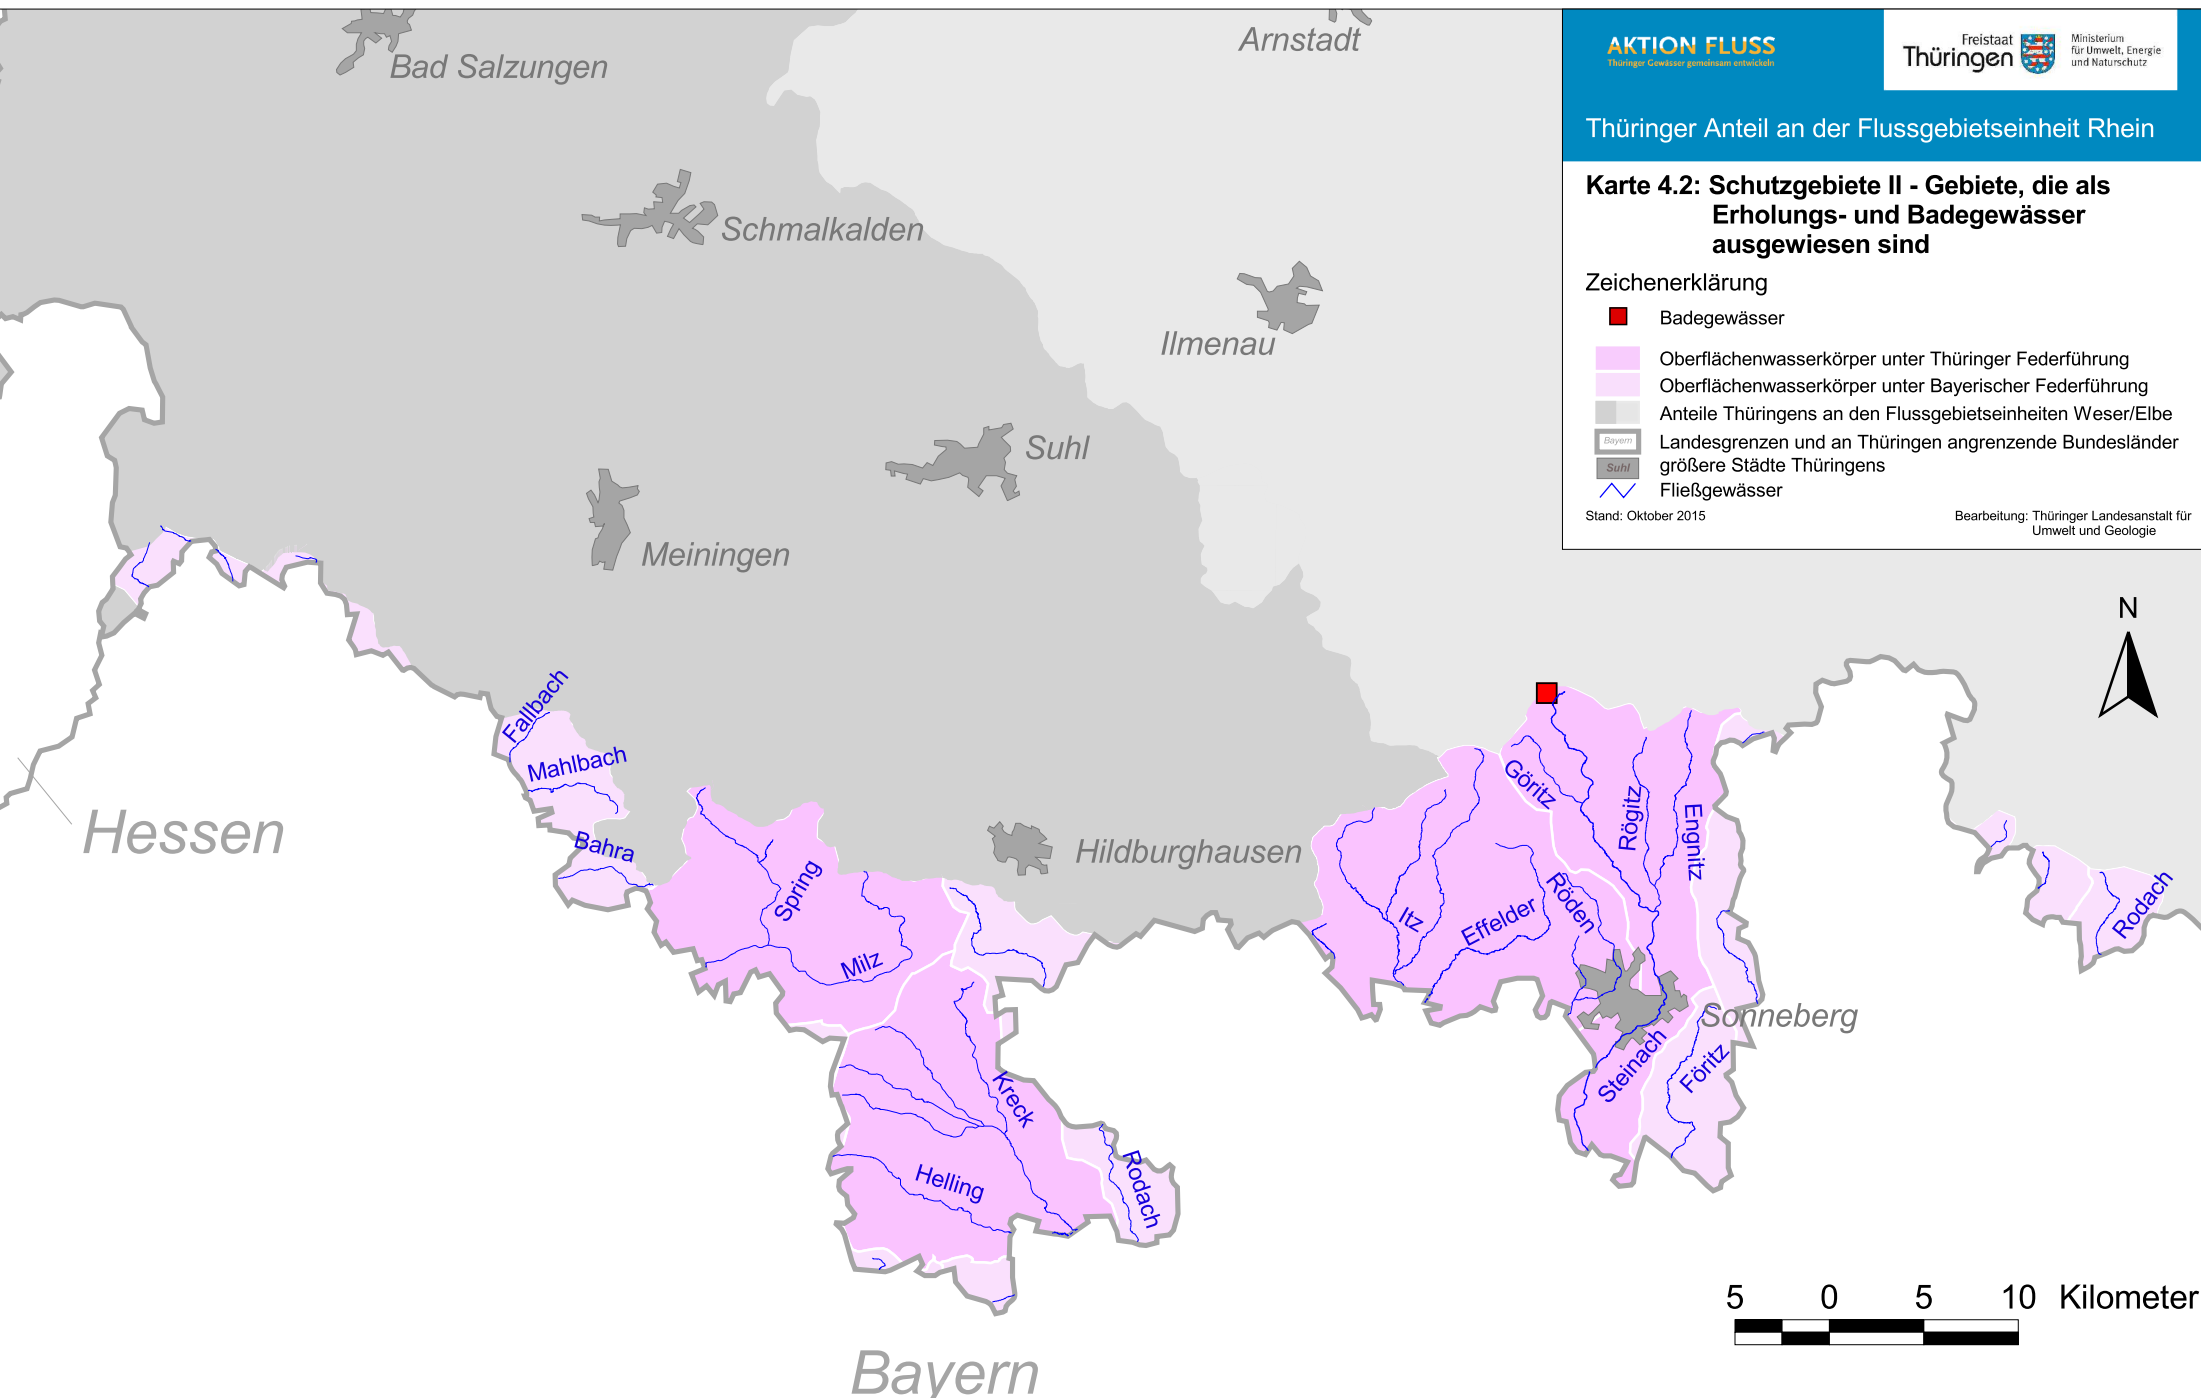 Bad Salzungen
Arnstadt
AKTION FLUSS
Thüringer Gewässer gemeinsam entwickeln
Freistaat
Thüringen
Ministerium
für Umwelt, Energie
und Naturschutz
Thüringer Anteil an der Flussgebietseinheit Rhein
Karte 4.2: Schutzgebiete II - Gebiete, die als
Erholungs- und Badegewässer
ausgewiesen sind
Zeichenerklärung
Badegewässer
Oberflächenwasserkörper unter Thüringer Federführung
Oberflächenwasserkörper unter Bayerischer Federführung
Anteile Thüringens an den Flussgebietseinheiten Weser/Elbe
Bayern
Landesgrenzen und an Thüringen angrenzende Bundesländer
Suhl
größere Städte Thüringens
Fließgewässer
Stand: Oktober 2015
Bearbeitung: Thüringer Landesanstalt für
Umwelt und Geologie
Schmalkalden
Ilmenau
Suhl
Meiningen
N
Fallbach
Mahlbach
Bahra
Hessen
Hildburghausen
Spring
Milz
Göritz
Rögitz
Engnitz
Itz
Effelder
Röden
Rodach
Sonneberg
Steinach
Föritz
Kreck
Helling
Rodach
5 0 5 10 Kilometer
Bayern